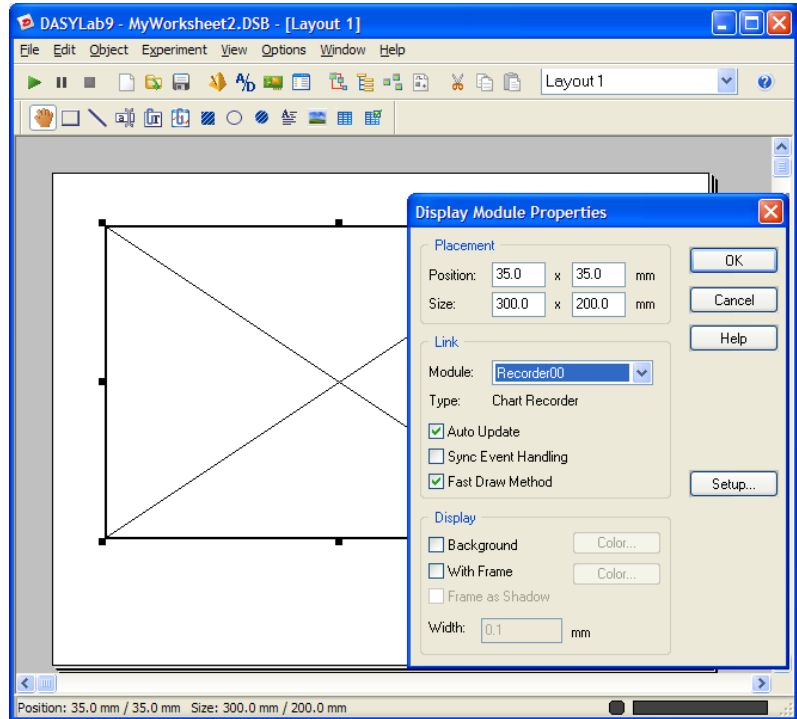 DASYLab9 - MyWorksheet2.DSB - [Layout 1]
File Edit Object Experiment View Options Window Help
Layout 1
Display Module Properties
Placement
Position: 35.0 x 35.0 mm
Size: 300.0 x 200.0 mm
OK
Cancel
Help
Link
Module: Recorder00
Type: Chart Recorder
Auto Update
Sync Event Handling
Fast Draw Method
Setup...
Display
Background Color...
With Frame Color...
Frame as Shadow
Width: 0.1 mm
Position: 35.0 mm / 35.0 mm Size: 300.0 mm / 200.0 mm